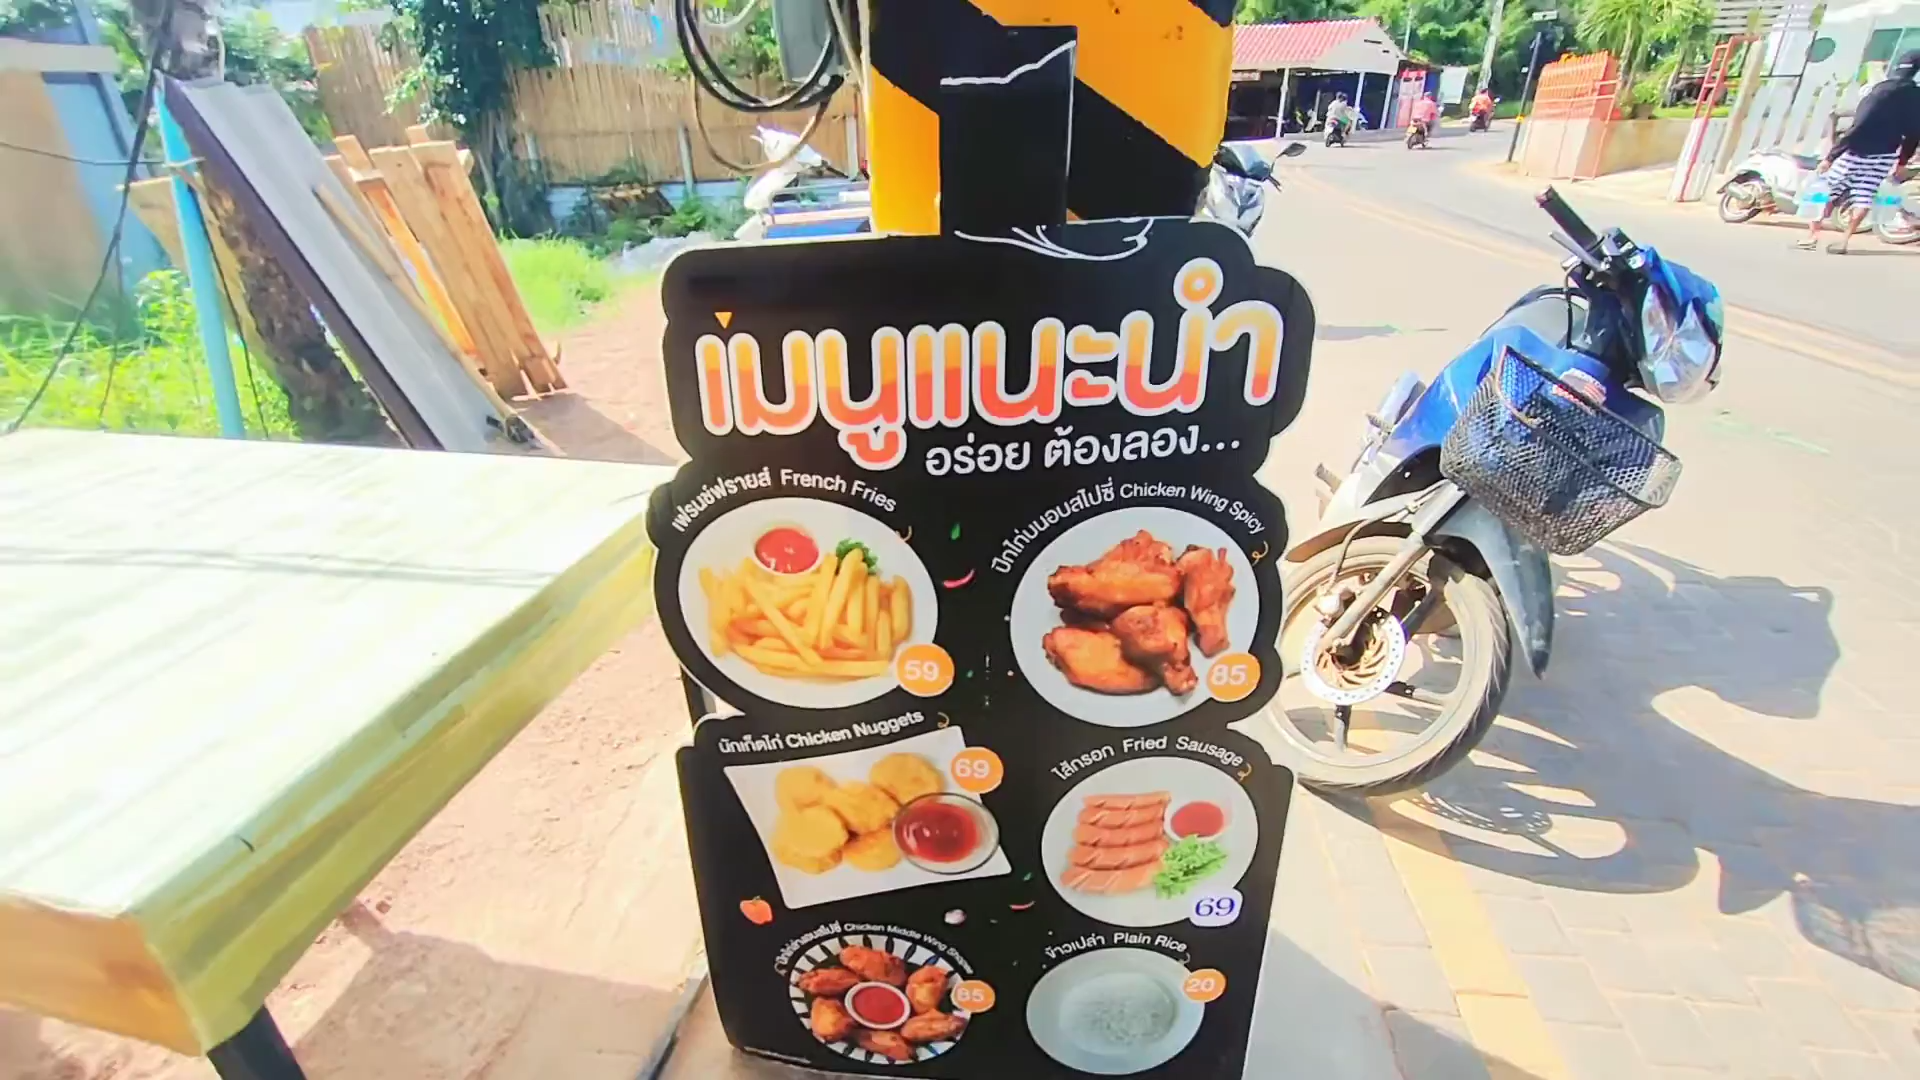 เมนูแนะนำ
อร่อย ต้องลอง...
เฟรนช์ฟรายส์ French Fries
59
ปีกไก่บนอบสไปซี่ Chicken Wing Spicy
85
นักเก็ตไก่ Chicken Nuggets
69
ไส้กรอก Fried Sausage
69
Chicken Middle Wing
85
ข้าวเปล่า Plain Rice
20